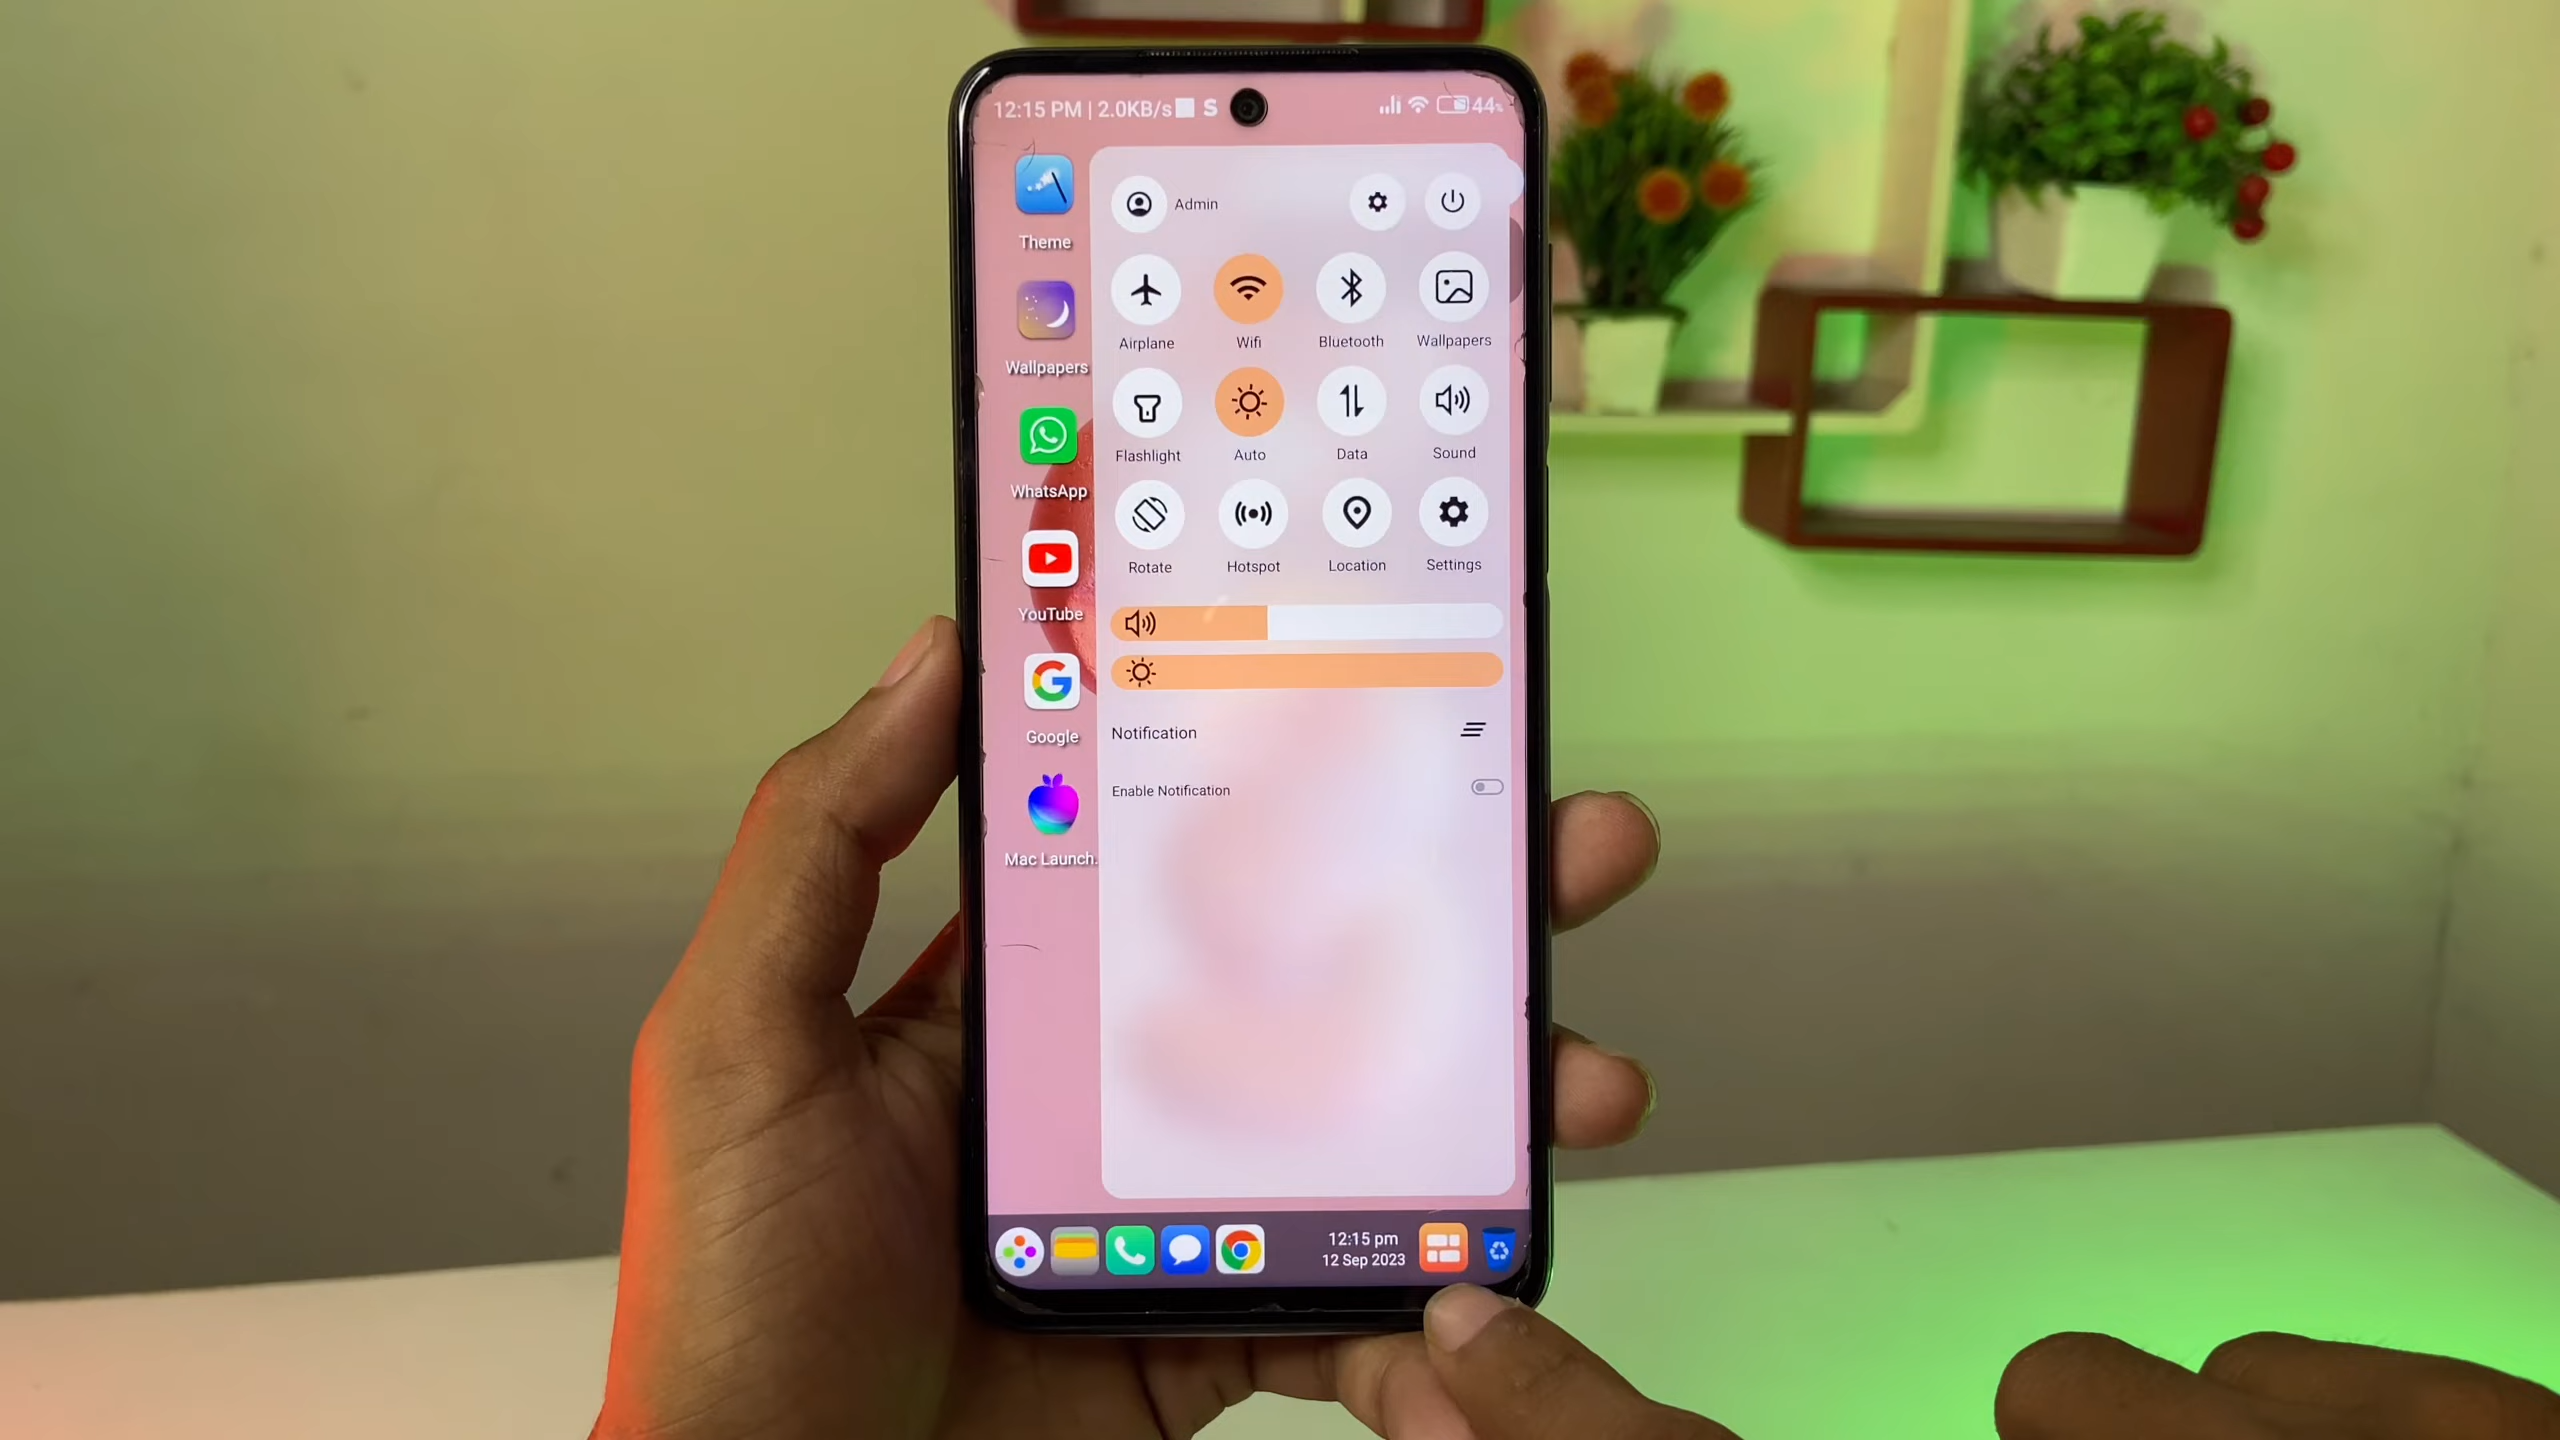 12:15 PM | 2.0KB/s S 44%
Admin
Theme
Airplane Wifi Bluetooth Wallpapers
Wallpapers
Flashlight Auto Data Sound
WhatsApp
Rotate Hotspot Location Settings
YouTube
Google
Notification
Enable Notification
Mac Launch.
12:15 pm
12 Sep 2023